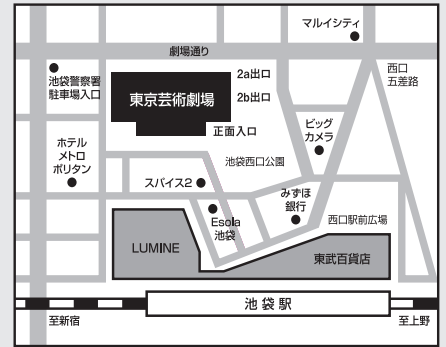 マルイシティ
劇場通り
西口
五差路
池袋警察署
駐車場入口
2a出口
東京芸術劇場
2b出口
正面入口
ビッグ
カメラ
ホテル
メトロ
ポリタン
池袋西口公園
スパイス2
みずほ
銀行
Esola
池袋
西口駅前広場
LUMINE
東武百貨店
池袋駅
至新宿
至上野